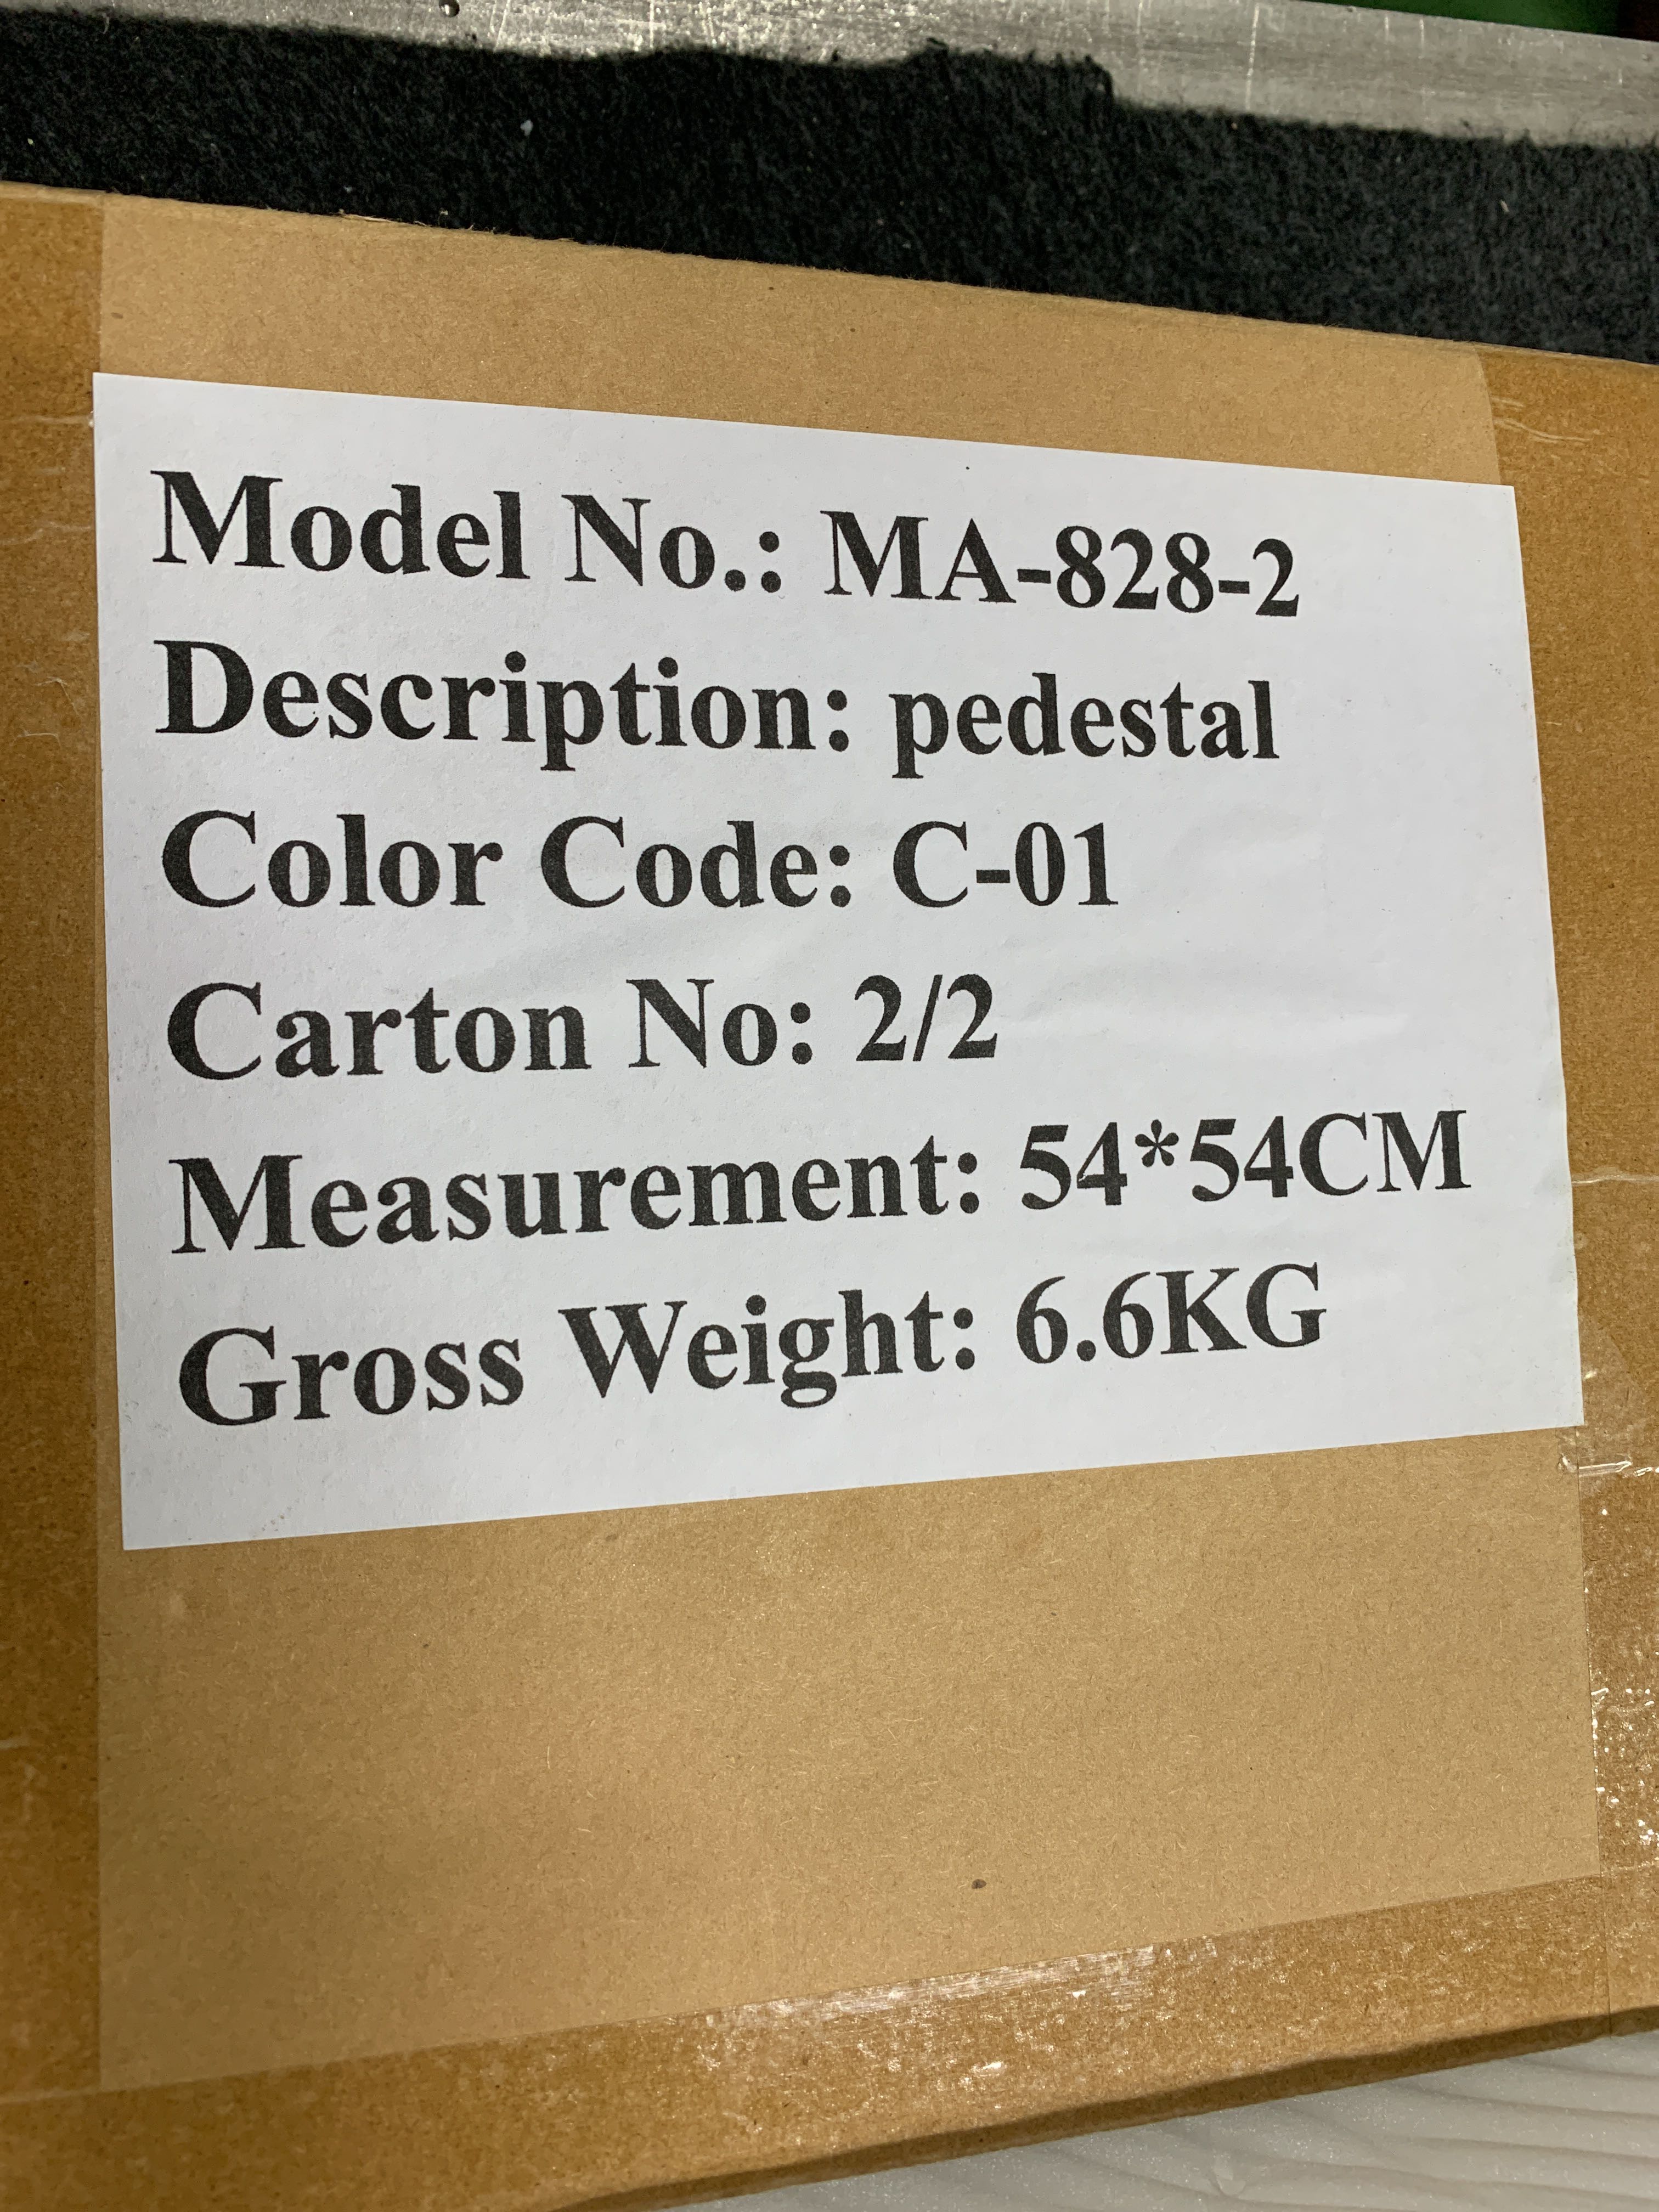 Model No.: MA-828-2
Description: pedestal
Color Code: C-01
Carton No: 2/2
Measurement: 54*54CM
Gross Weight: 6.6KG